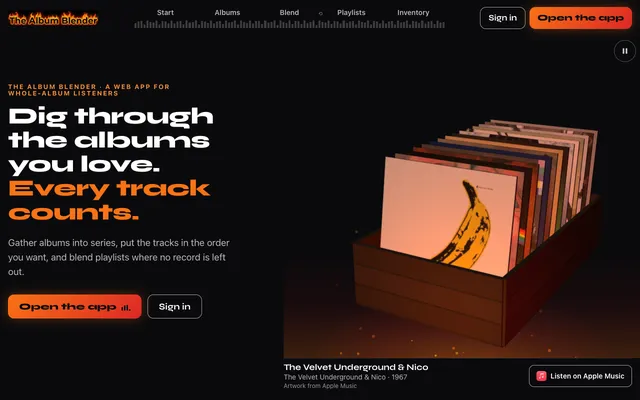 The Album Blender
Start
Albums
Blend
Playlists
Inventory
Sign in
Open the app
THE ALBUM BLENDER · A WEB APP FOR
WHOLE-ALBUM LISTENERS
Dig through
the albums
you love.
Every track
counts.
Gather albums into series, put the tracks in the order
you want, and blend playlists where no record is left
out.
Open the app
Sign in
The Velvet Underground & Nico
The Velvet Underground & Nico · 1967
Artwork from Apple Music
Listen on Apple Music